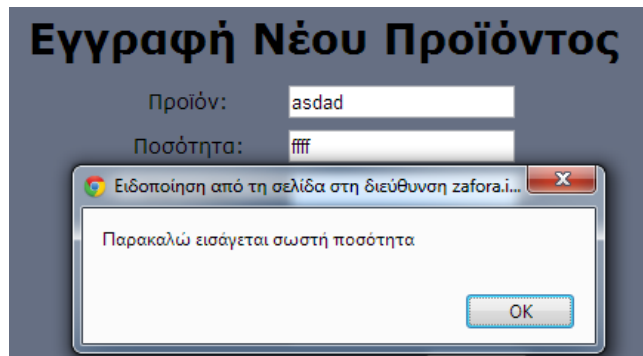 Εγγραφή Νέου Προϊόντος
Προϊόν: asdad
Ποσότητα: ffff
Ειδοποίηση από τη σελίδα στη διεύθυνση zafora.i...
Παρακαλώ εισάγεται σωστή ποσότητα
OK